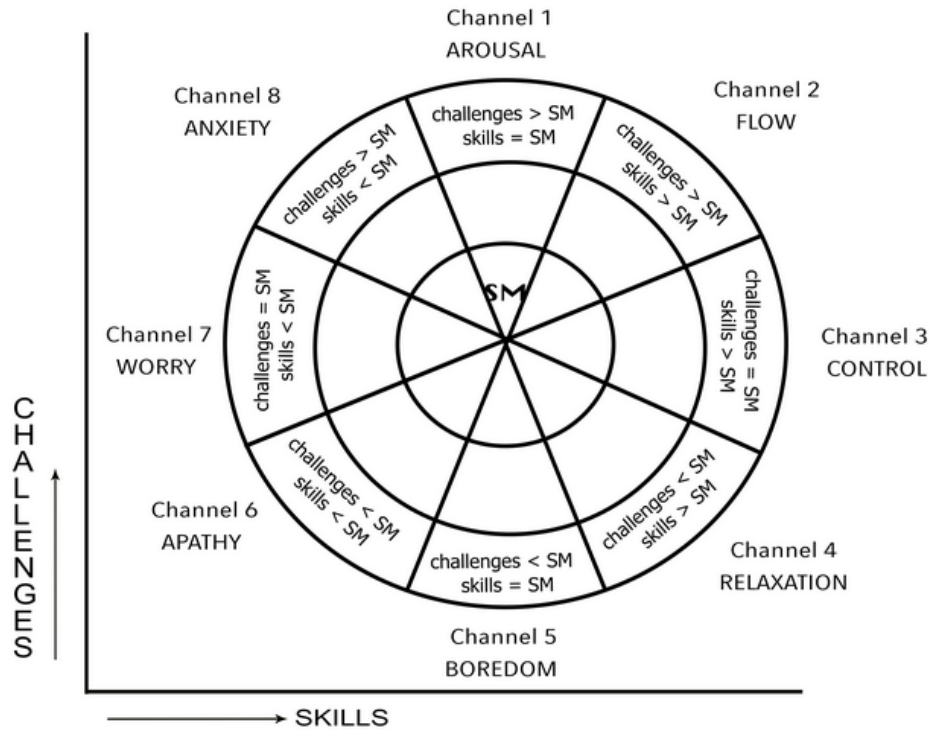 Channel 1
AROUSAL
Channel 8
ANXIETY
Channel 2
FLOW
challenges > SM
skills = SM
challenges > SM
skills < SM
challenges > SM
skills > SM
SM
Channel 7
WORRY
challenges = SM
skills < SM
challenges = SM
skills > SM
Channel 3
CONTROL
Channel 6
APATHY
challenges < SM
skills < SM
challenges < SM
skills = SM
challenges < SM
skills > SM
Channel 4
RELAXATION
Channel 5
BOREDOM
CHALLENGES
SKILLS